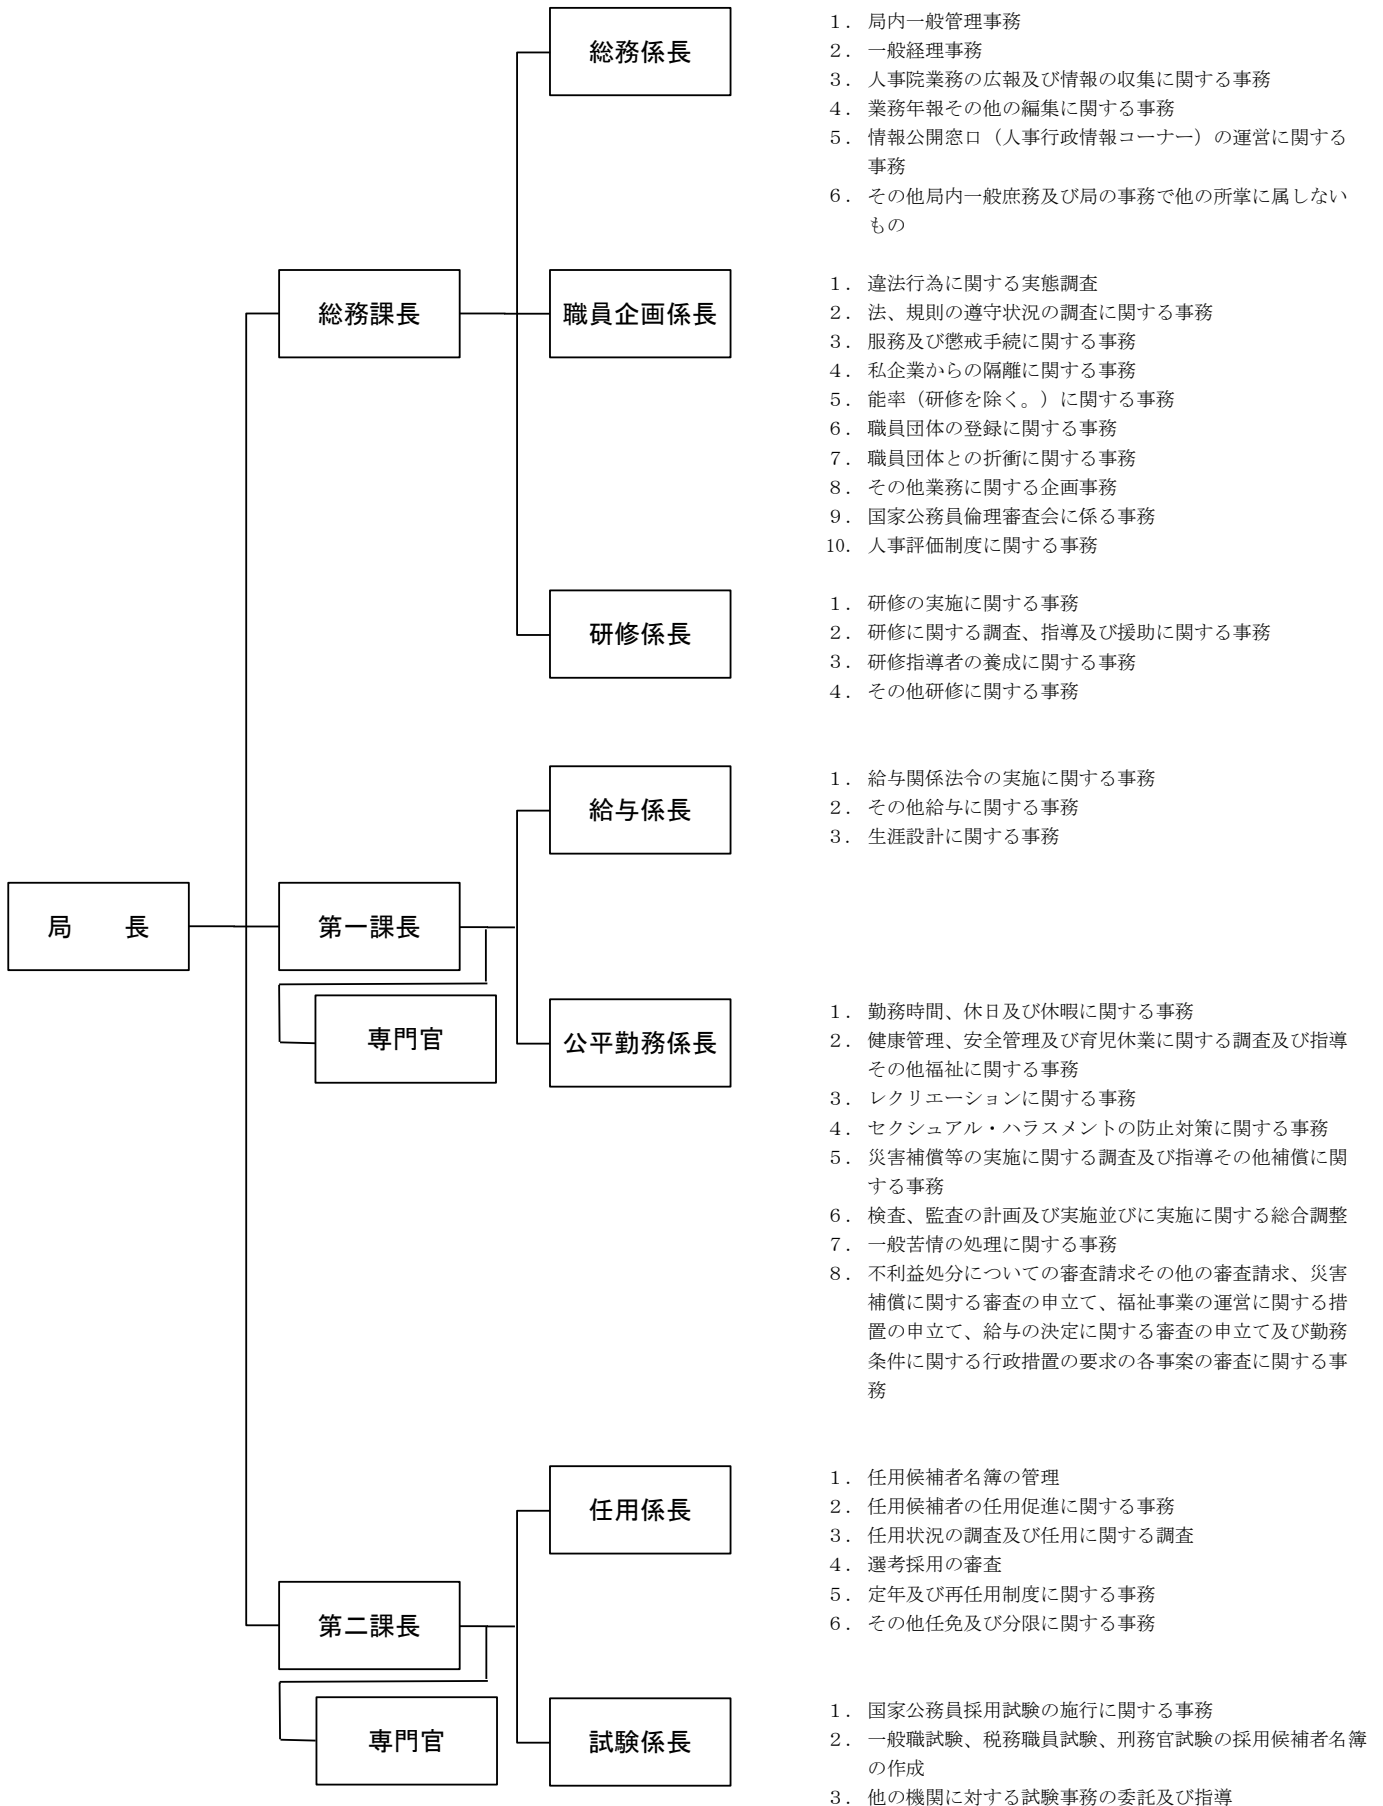 総務係長
1. 局内一般管理事務
2. 一般経理事務
3. 人事院業務の広報及び情報の収集に関する事務
4. 業務年報その他の編集に関する事務
5. 情報公開窓口（人事行政情報コーナー）の運営に関する
事務
6. その他局内一般庶務及び局の事務で他の所掌に属しない
もの
総務課長
職員企画係長
1. 違法行為に関する実態調査
2. 法、規則の遵守状況の調査に関する事務
3. 服務及び懲戒手続に関する事務
4. 私企業からの隔離に関する事務
5. 能率（研修を除く。）に関する事務
6. 職員団体の登録に関する事務
7. 職員団体との折衝に関する事務
8. その他業務に関する企画事務
9. 国家公務員倫理審査会に係る事務
10. 人事評価制度に関する事務
研修係長
1. 研修の実施に関する事務
2. 研修に関する調査、指導及び援助に関する事務
3. 研修指導者の養成に関する事務
4. その他研修に関する事務
給与係長
1. 給与関係法令の実施に関する事務
2. その他給与に関する事務
3. 生涯設計に関する事務
局　長
第一課長
専門官
公平勤務係長
1. 勤務時間、休日及び休暇に関する事務
2. 健康管理、安全管理及び育児休業に関する調査及び指導
その他福祉に関する事務
3. レクリエーションに関する事務
4. セクシュアル・ハラスメントの防止対策に関する事務
5. 災害補償等の実施に関する調査及び指導その他補償に関
する事務
6. 検査、監査の計画及び実施並びに実施に関する総合調整
7. 一般苦情の処理に関する事務
8. 不利益処分についての審査請求その他の審査請求、災害
補償に関する審査の申立て、福祉事業の運営に関する措
置の申立て、給与の決定に関する審査の申立て及び勤務
条件に関する行政措置の要求の各事案の審査に関する事
務
任用係長
1. 任用候補者名簿の管理
2. 任用候補者の任用促進に関する事務
3. 任用状況の調査及び任用に関する調査
4. 選考採用の審査
5. 定年及び再任用制度に関する事務
6. その他任免及び分限に関する事務
第二課長
専門官
試験係長
1. 国家公務員採用試験の施行に関する事務
2. 一般職試験、税務職員試験、刑務官試験の採用候補者名簿
の作成
3. 他の機関に対する試験事務の委託及び指導